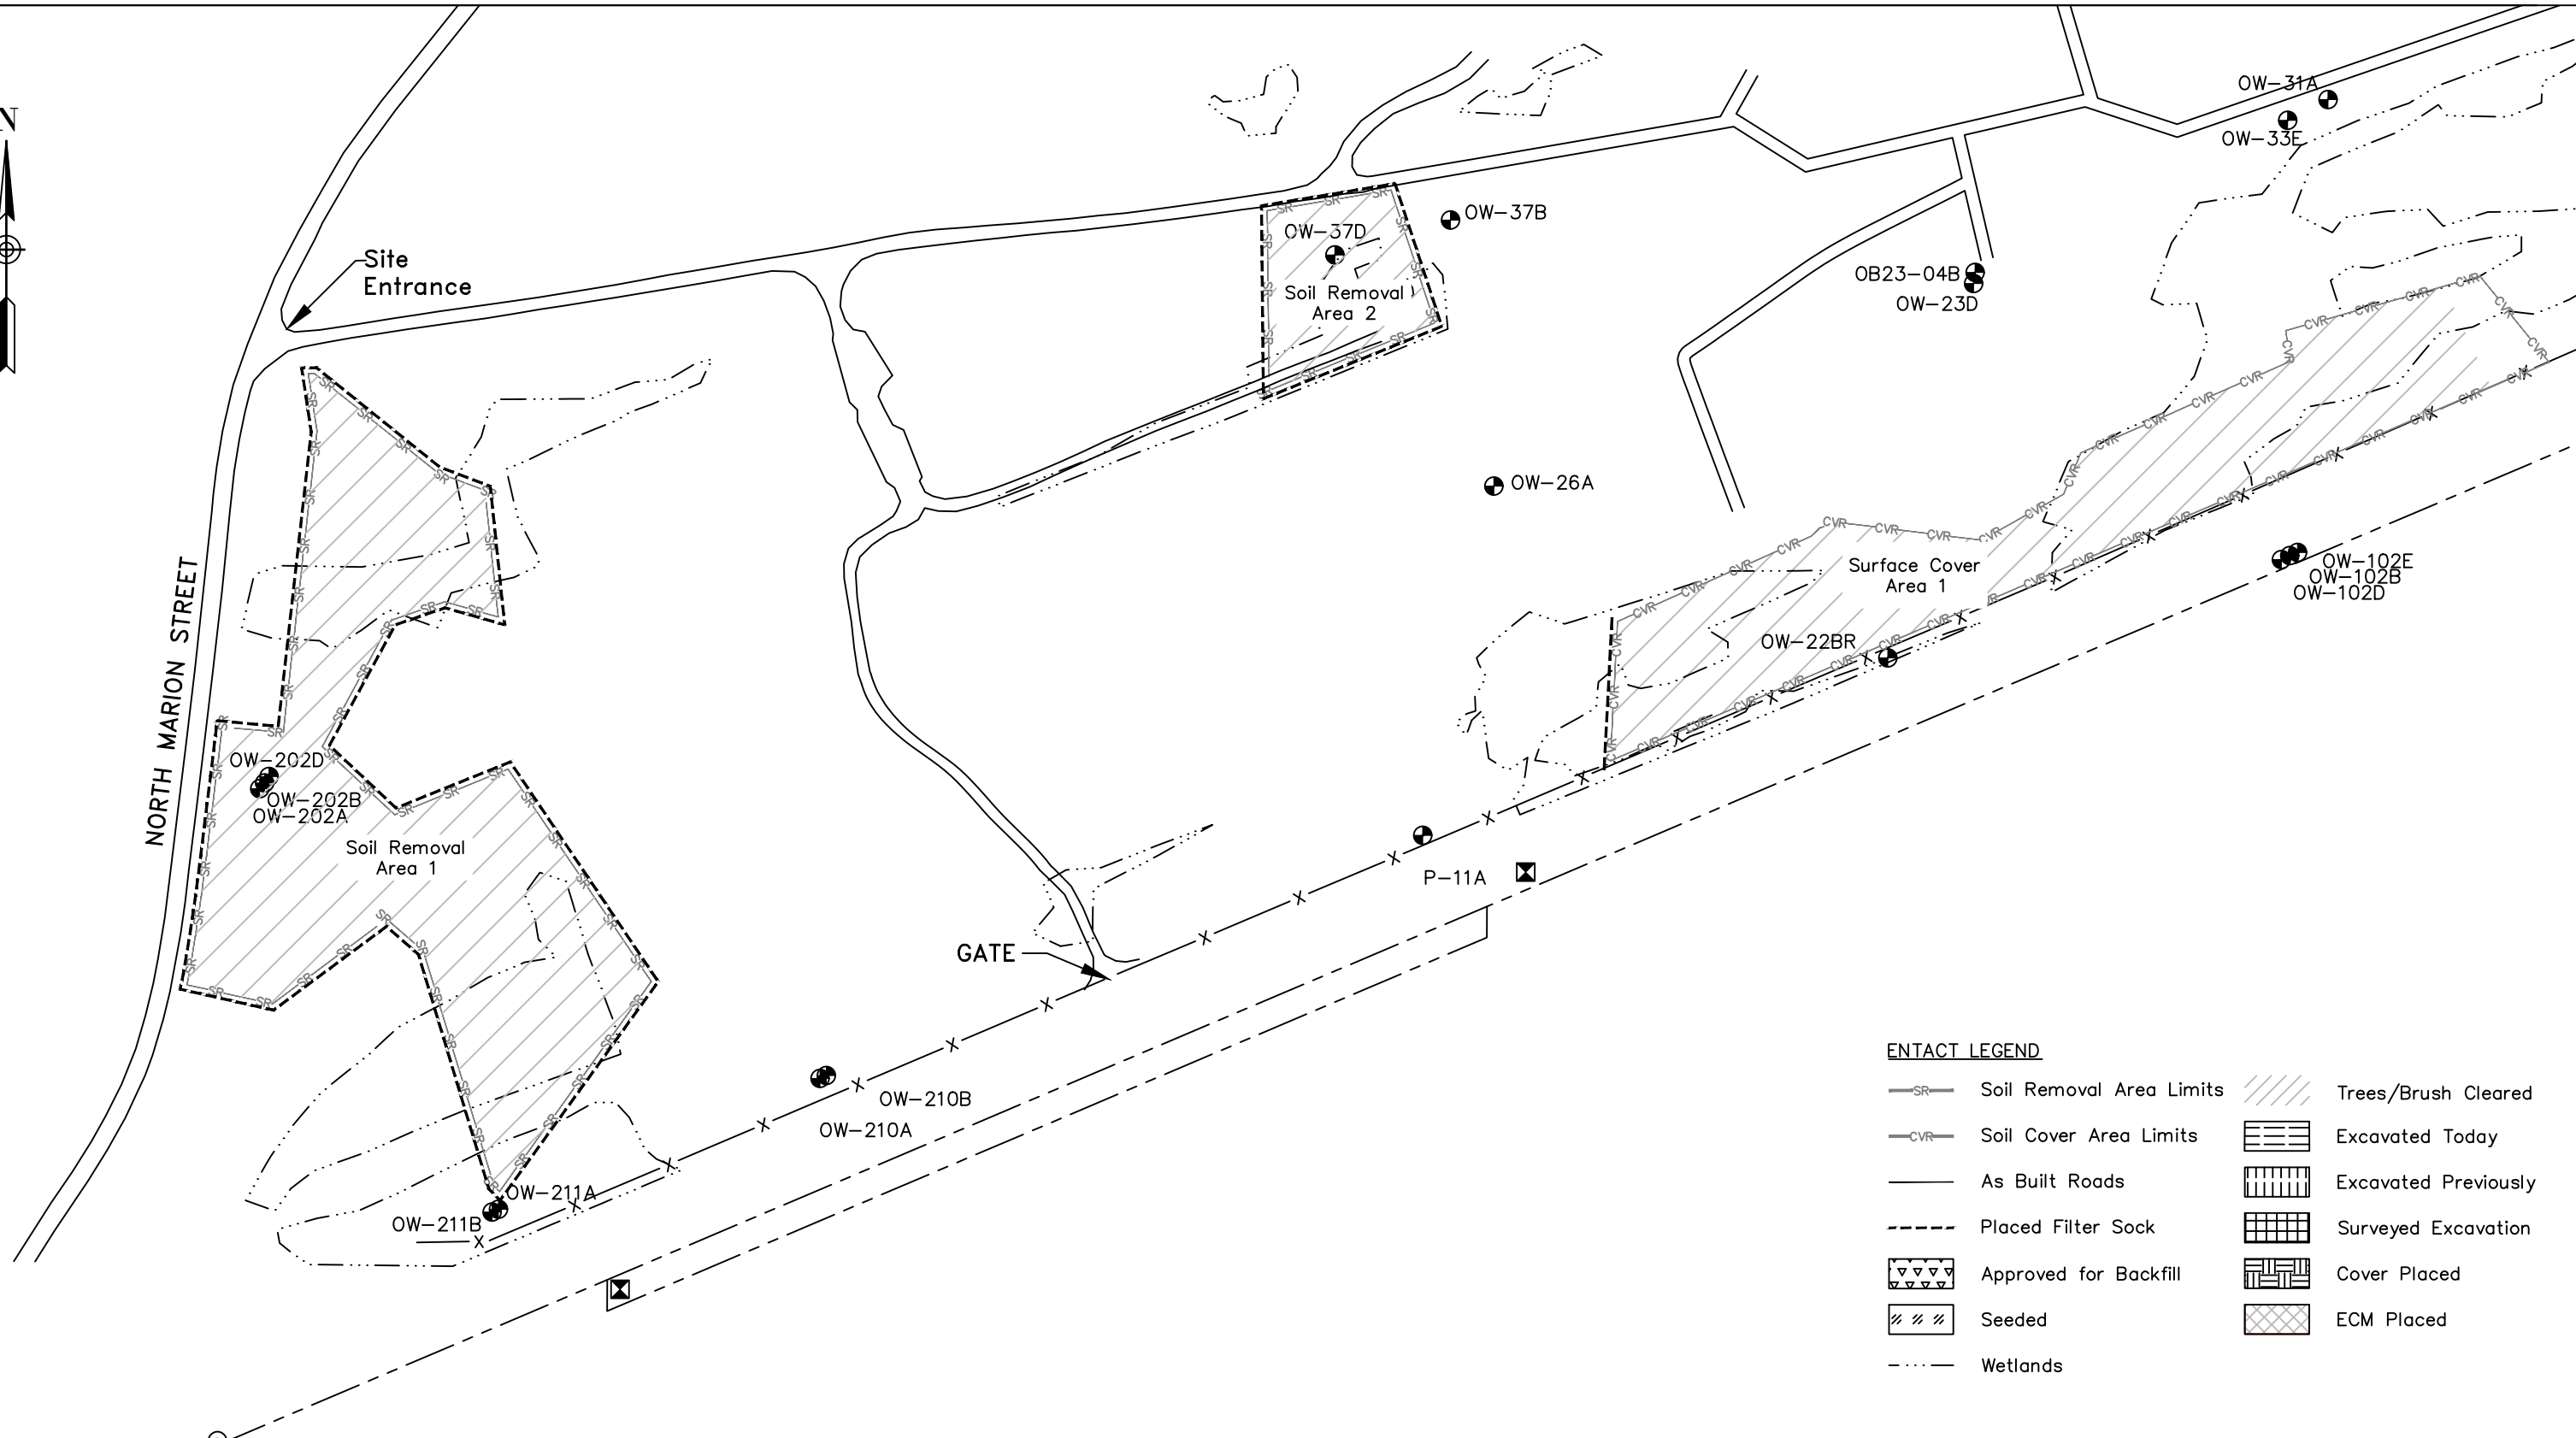 N
OW-31A
OW-33E
OW-37B
OW-37D
Site
Entrance
OB23-04B
OW-23D
Soil Removal
Area 2
OW-26A
Surface Cover
Area 1
OW-102E
OW-102B
OW-102D
OW-22BR
NORTH MARION STREET
OW-202D
OW-202B
OW-202A
Soil Removal
Area 1
P-11A
GATE
OW-210B
OW-210A
OW-211A
OW-211B
ENTACT LEGEND
SR Soil Removal Area Limits
CVR Soil Cover Area Limits
As Built Roads
Placed Filter Sock
Approved for Backfill
Seeded
Wetlands
Trees/Brush Cleared
Excavated Today
Excavated Previously
Surveyed Excavation
Cover Placed
ECM Placed